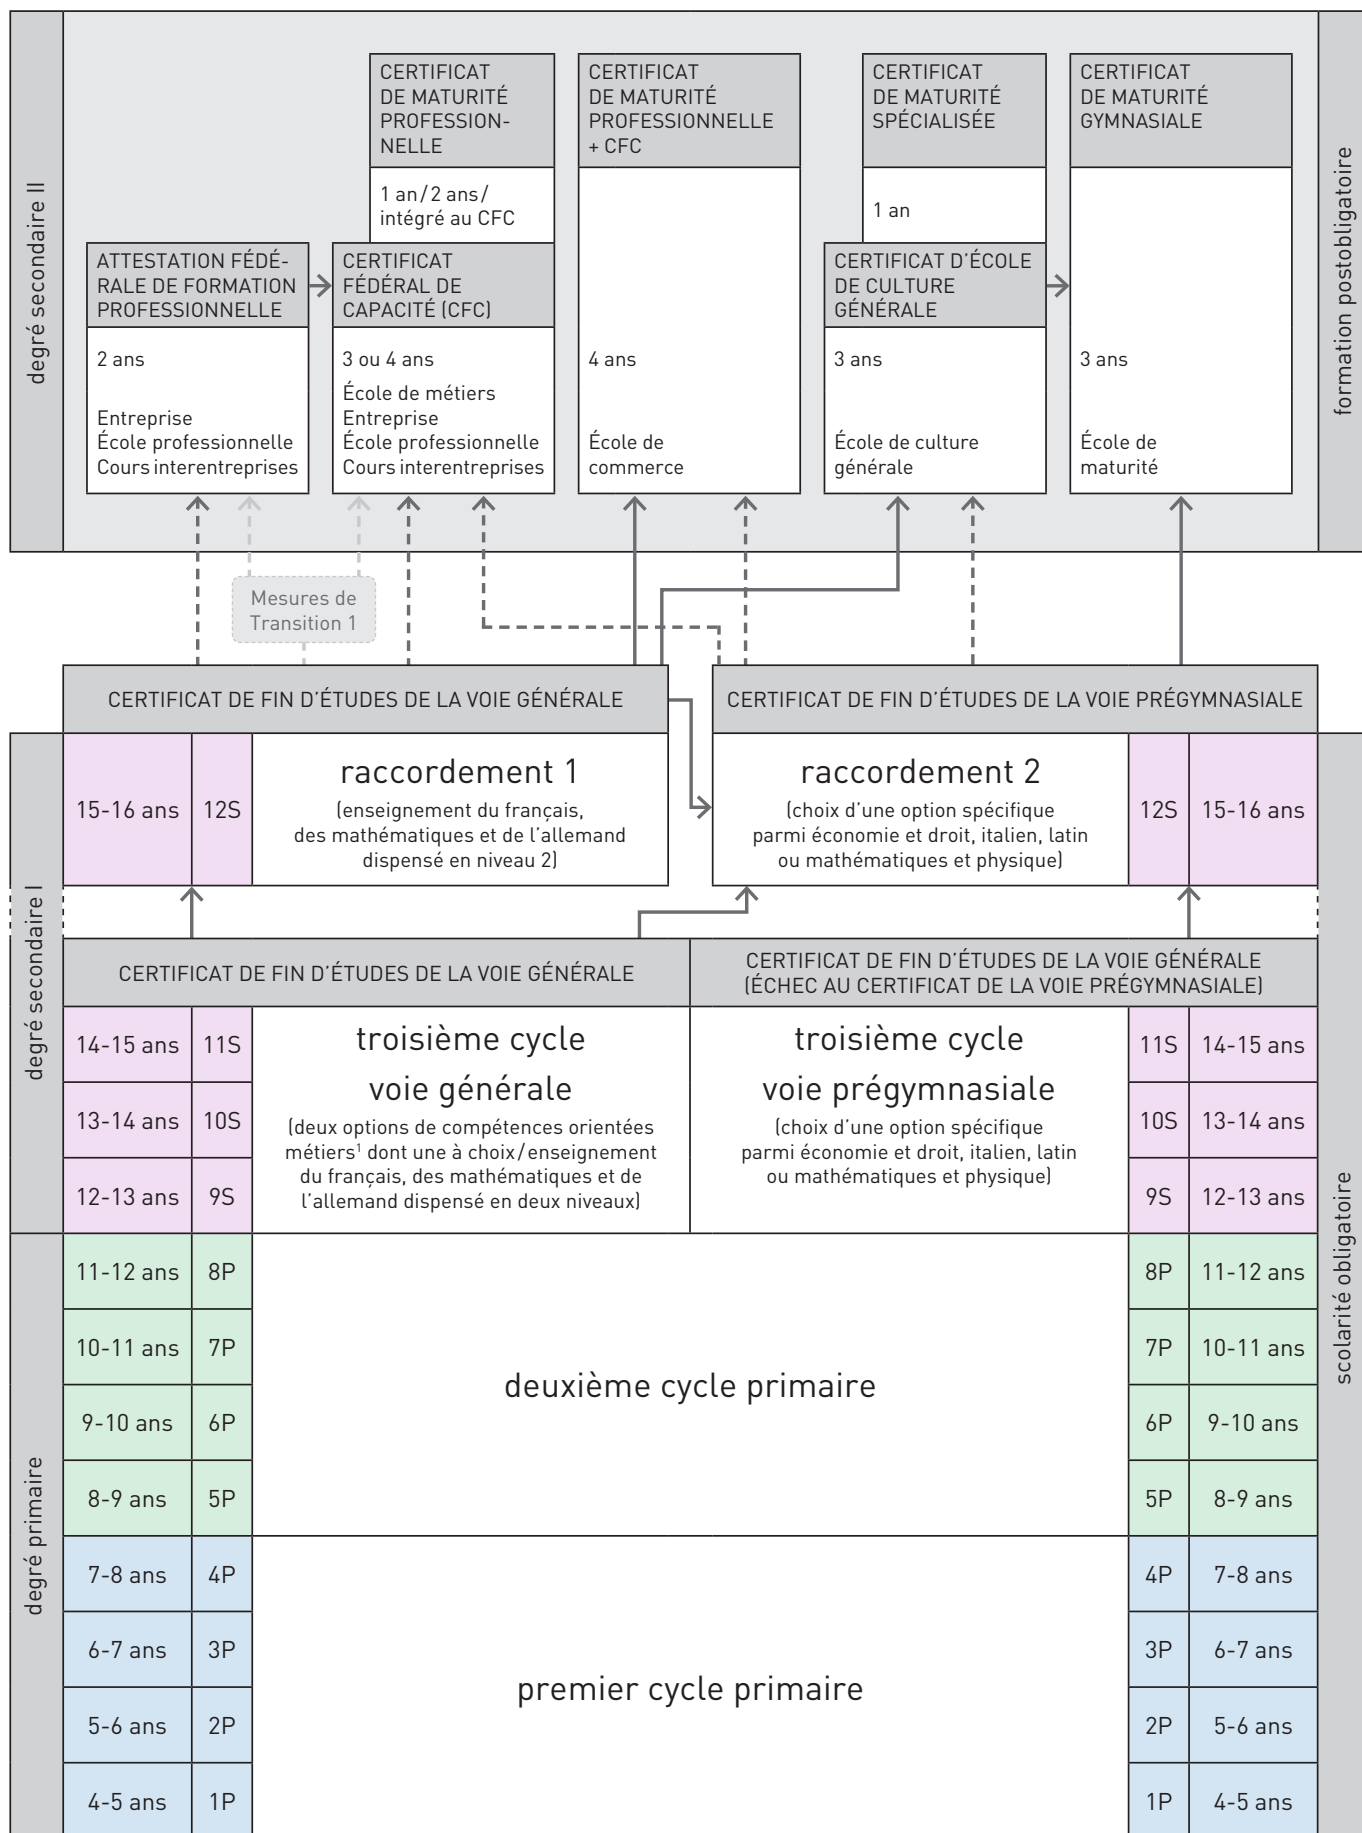 degré secondaire II
CERTIFICAT
DE MATURITÉ
PROFESSION-
NELLE
1 an/2 ans/
intégré au CFC
CERTIFICAT
DE MATURITÉ
PROFESSIONNELLE
+ CFC
CERTIFICAT
DE MATURITÉ
SPÉCIALISÉE
1 an
CERTIFICAT
DE MATURITÉ
GYMNASIALE
formation postobligatoire
ATTESTATION FÉDÉ-
RALE DE FORMATION
PROFESSIONNELLE
2 ans
Entreprise
École professionnelle
Cours interentreprises
CERTIFICAT
FÉDÉRAL DE
CAPACITÉ (CFC)
3 ou 4 ans
École de métiers
Entreprise
École professionnelle
Cours interentreprises
4 ans
École de
commerce
CERTIFICAT D'ÉCOLE
DE CULTURE
GÉNÉRALE
3 ans
École de culture
générale
3 ans
École de
maturité
Mesures de
Transition 1
CERTIFICAT DE FIN D'ÉTUDES DE LA VOIE GÉNÉRALE
CERTIFICAT DE FIN D'ÉTUDES DE LA VOIE PRÉGYMNASIALE
degré secondaire I
15-16 ans
12S
raccordement 1
(enseignement du français,
des mathématiques et de l'allemand
dispensé en niveau 2)
raccordement 2
(choix d'une option spécifique
parmi économie et droit, italien, latin
ou mathématiques et physique)
12S
15-16 ans
scolarité obligatoire
CERTIFICAT DE FIN D'ÉTUDES DE LA VOIE GÉNÉRALE
CERTIFICAT DE FIN D'ÉTUDES DE LA VOIE GÉNÉRALE
(ÉCHEC AU CERTIFICAT DE LA VOIE PRÉGYMNASIALE)
14-15 ans
11S
13-14 ans
10S
12-13 ans
9S
troisième cycle
voie générale
(deux options de compétences orientées
métiers¹ dont une à choix/enseignement
du français, des mathématiques et de
l'allemand dispensé en deux niveaux)
troisième cycle
voie prégymnasiale
(choix d'une option spécifique
parmi économie et droit, italien, latin
ou mathématiques et physique)
11S
14-15 ans
10S
13-14 ans
9S
12-13 ans
degré primaire
11-12 ans
8P
10-11 ans
7P
9-10 ans
6P
8-9 ans
5P
deuxième cycle primaire
8P
11-12 ans
7P
10-11 ans
6P
9-10 ans
5P
8-9 ans
7-8 ans
4P
6-7 ans
3P
5-6 ans
2P
4-5 ans
1P
premier cycle primaire
4P
7-8 ans
3P
6-7 ans
2P
5-6 ans
1P
4-5 ans